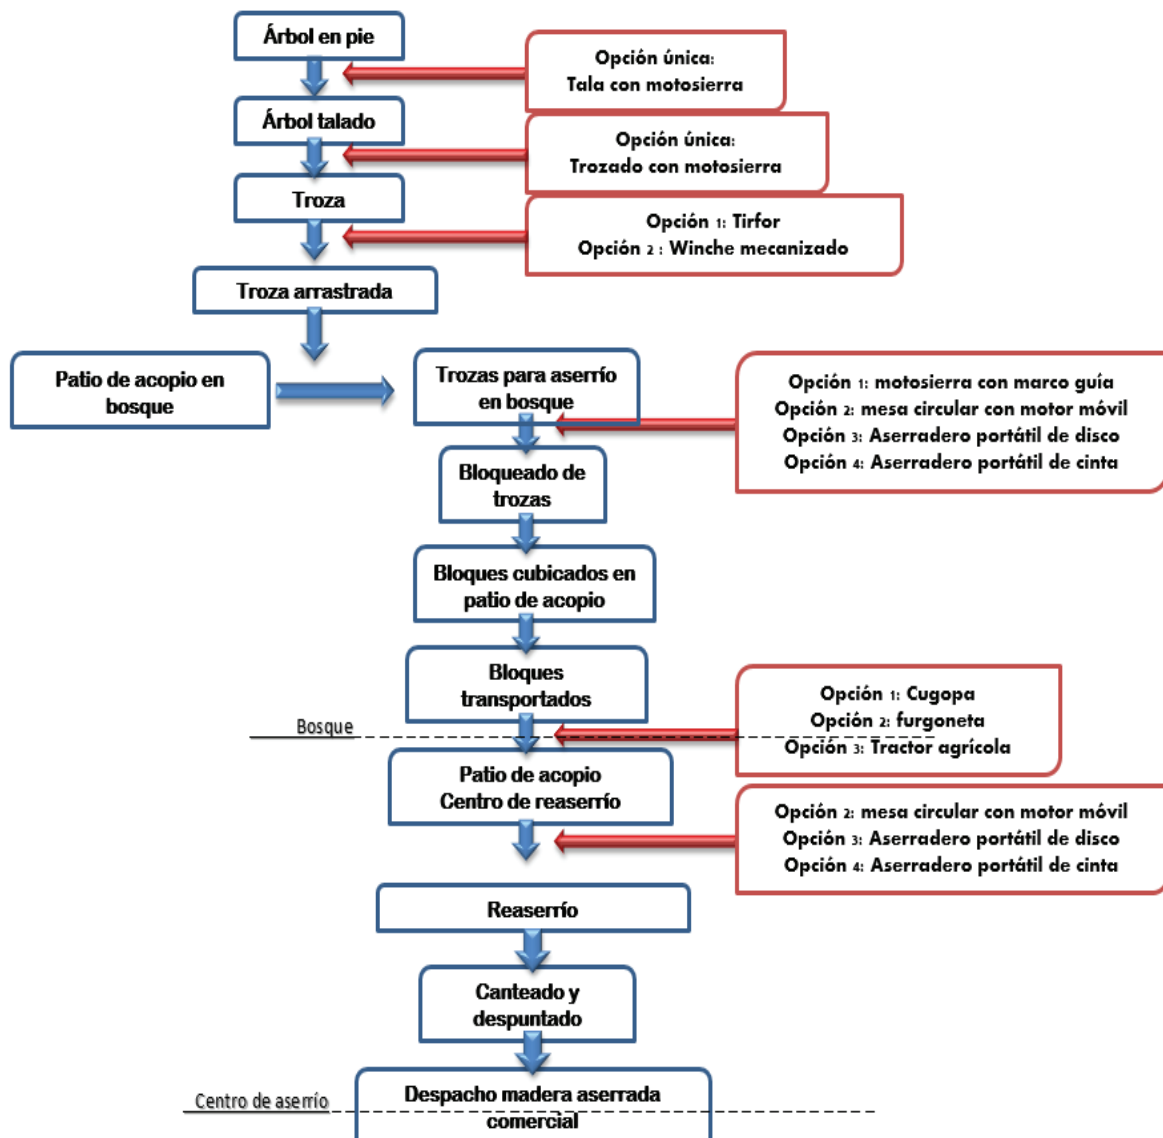 Árbol en pie
Opción única:
Tala con motosierra
Árbol talado
Opción única:
Trozado con motosierra
Troza
Opción 1: Tirfor
Opción 2 : Winche mecanizado
Troza arrastrada
Patio de acopio en
bosque
Trozas para aserrío
en bosque
Opción 1: motosierra con marco guía
Opción 2: mesa circular con motor móvil
Opción 3: Aserradero portátil de disco
Opción 4: Aserradero portátil de cinta
Bloqueado de
trozas
Bloques cubicados en
patio de acopio
Bloques
transportados
Opción 1: Cugopa
Opción 2: furgoneta
Opción 3: Tractor agrícola
Bosque
Patio de acopio
Centro de reaserrío
Opción 2: mesa circular con motor móvil
Opción 3: Aserradero portátil de disco
Opción 4: Aserradero portátil de cinta
Reaserrío
Canteado y
despuntado
Despacho madera aserrada
comercial
Centro de aserrío